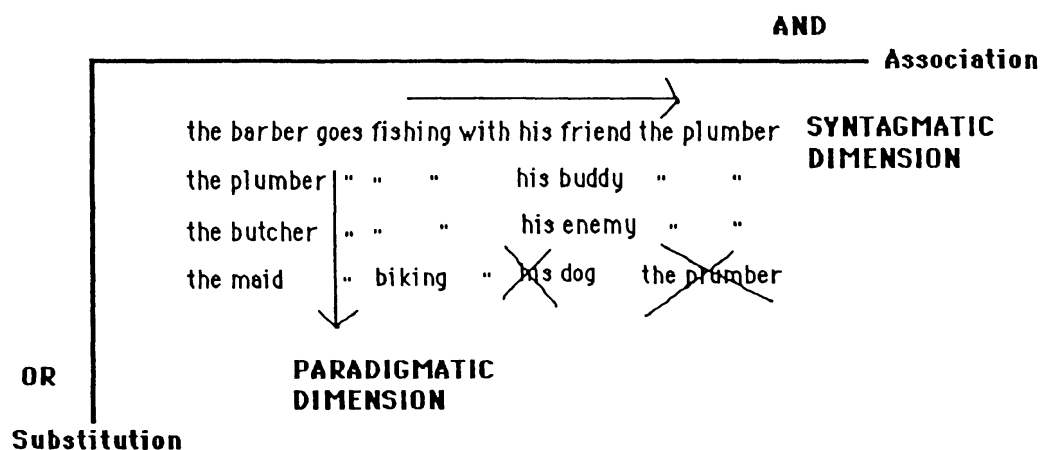 AND
Association
the barber goes fishing with his friend the plumber
SYNTAGMATIC
DIMENSION
the plumber " " " his buddy " "
the butcher " " " his enemy " "
the maid " biking " his dog the plumber
PARADIGMATIC
DIMENSION
OR
Substitution